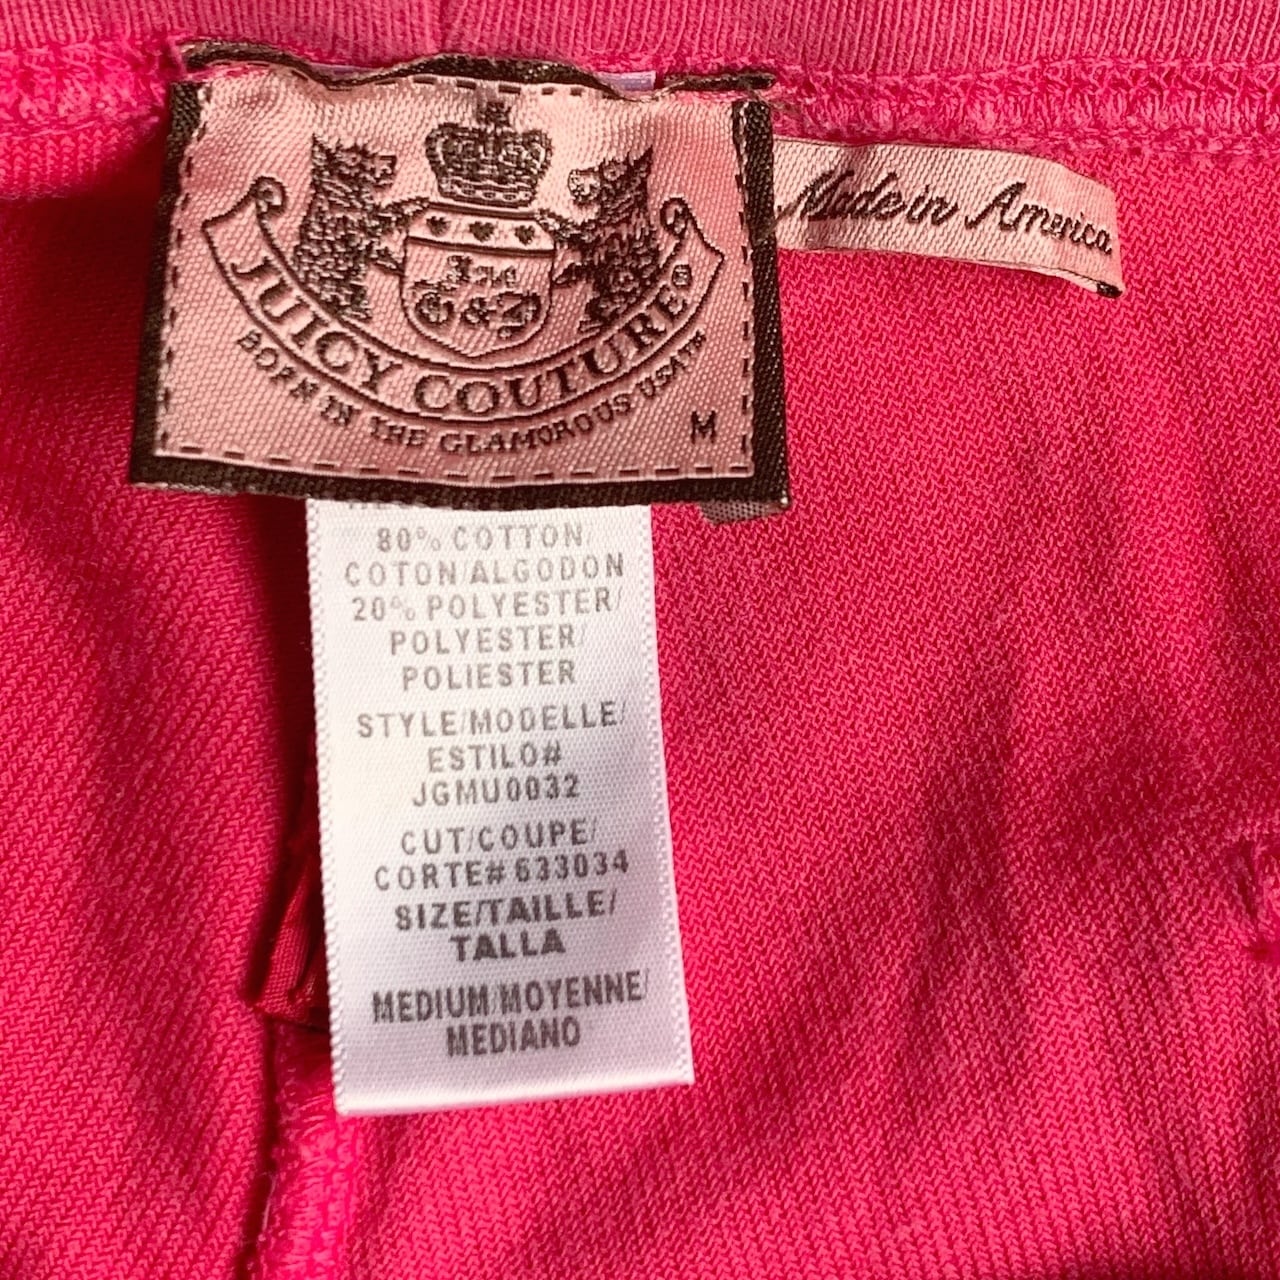 JUICY COUTURE®
BORN IN THE GLAMOROUS USA™
M
Made in America
80% COTTON/
COTON/ALGODON
20% POLYESTER/
POLYESTER/
POLIESTER
STYLE/MODELLE/
ESTILO#
JGMU0032
CUT/COUPE/
CORTE# 633034
SIZE/TAILLE/
TALLA
MEDIUM/MOYENNE/
MEDIANO